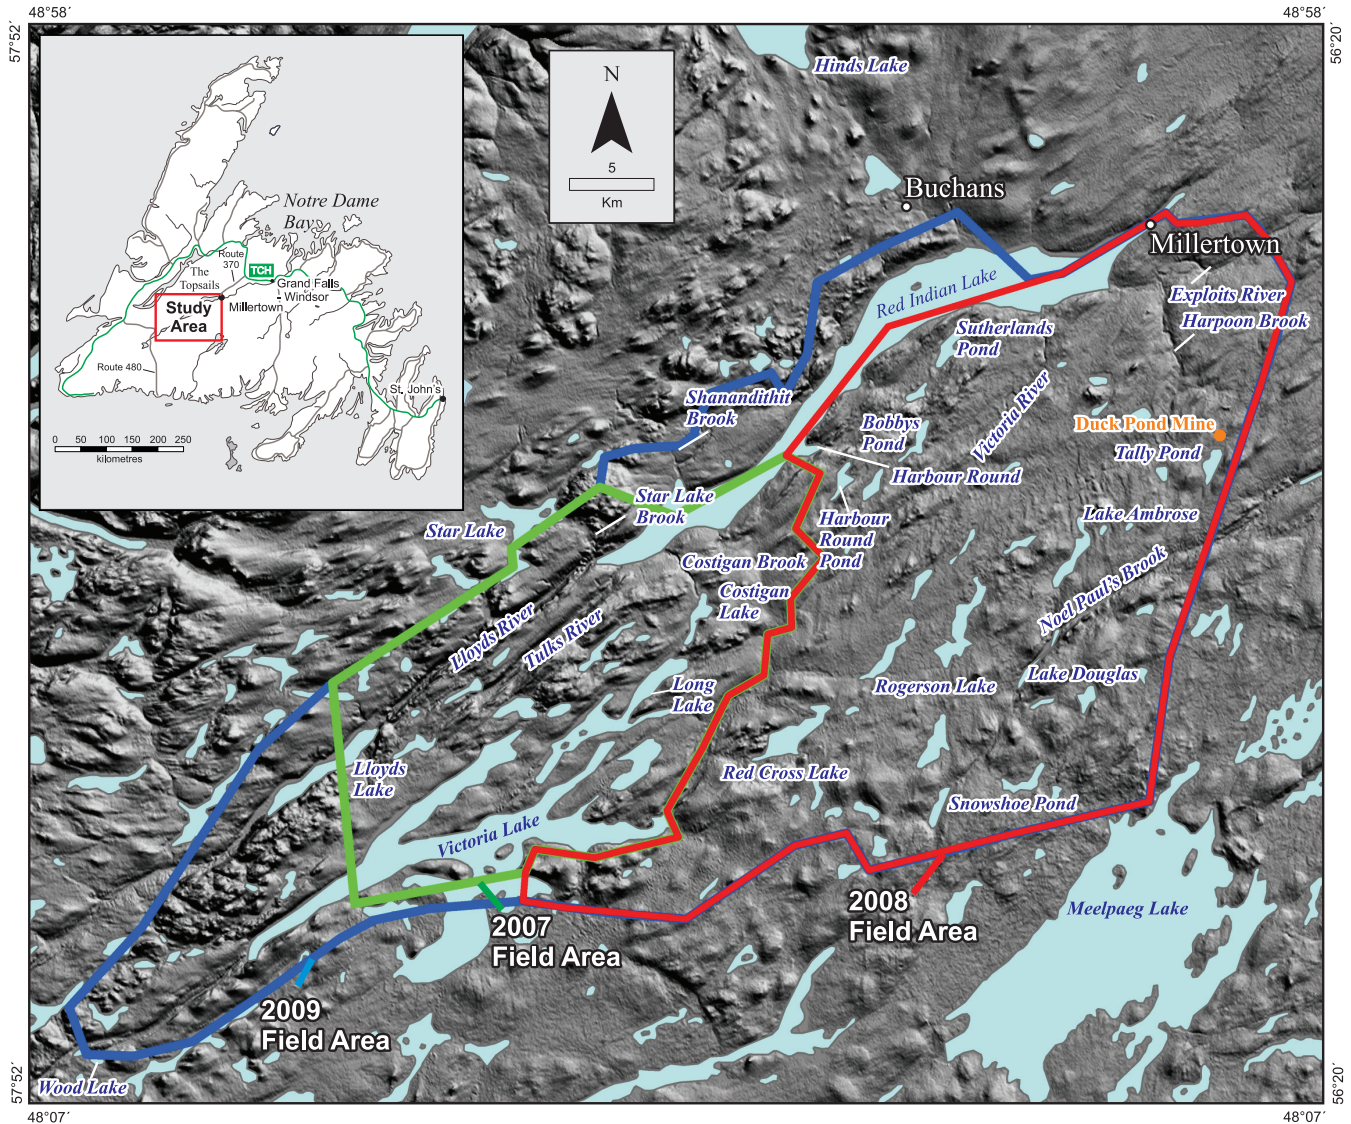 48°58´
48°58´
57°52´
56°20´
Hinds Lake
N
5
Km
Notre Dame
Bay
Route
370
TCH
The
Topsails
Grand Falls
Windsor
Study
Area
Millertown
Route 480
St. John's
0 50 100 150 200 250
kilometres
Buchans
Millertown
Red Indian Lake
Exploits River
Harpoon Brook
Sutherlands
Pond
Shanandithit
Brook
Victoria River
Bobbys
Pond
Duck Pond Mine
Tally Pond
Harbour Round
Star Lake
Brook
Star Lake
Harbour
Round
Pond
Lake Ambrose
Costigan Brook
Costigan
Lake
Noel Paul's Brook
Lloyds River
Tulks River
Long
Lake
Rogerson Lake
Lake Douglas
Lloyds
Lake
Red Cross Lake
Snowshoe Pond
Victoria Lake
2008
Field Area
Meelpaeg Lake
2007
Field Area
2009
Field Area
Wood Lake
57°52´
56°20´
48°07´
48°07´